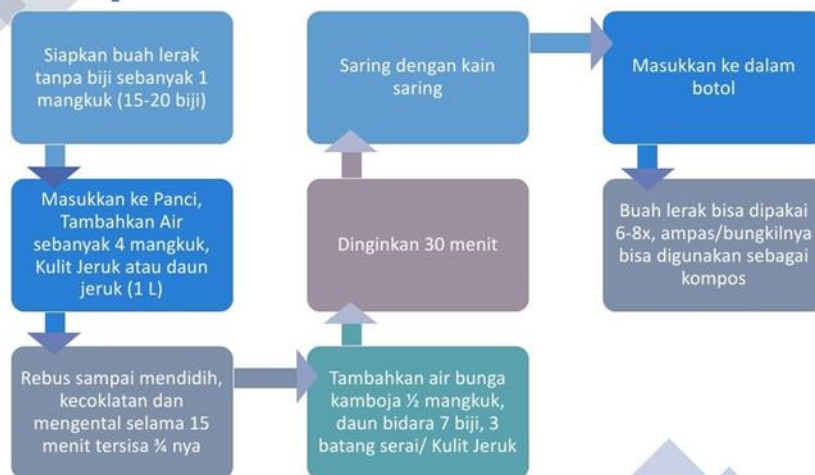 Siapkan buah lerak
tanpa biji sebanyak 1
mangkuk (15-20 biji)
Masukkan ke Panci,
Tambahkan Air
sebanyak 4 mangkuk,
Kulit Jeruk atau daun
jeruk (1 L)
Rebus sampai mendidih,
kecoklatan dan
mengental selama 15
menit tersisa ¾ nya
Tambahkan air bunga
kamboja ½ mangkuk,
daun bidara 7 biji, 3
batang serai/ Kulit Jeruk
Dinginkan 30 menit
Saring dengan kain
saring
Masukkan ke dalam
botol
Buah lerak bisa dipakai
6-8x, ampas/bungkilnya
bisa digunakan sebagai
kompos